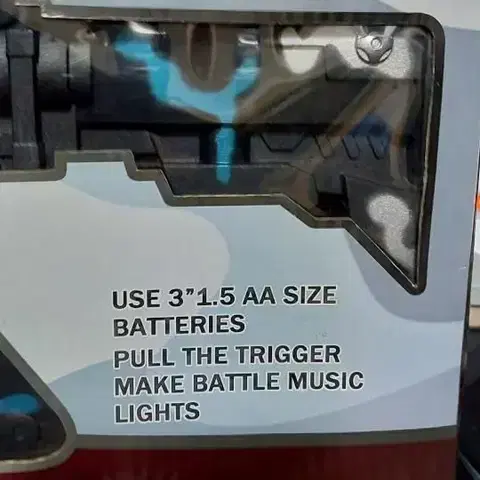 USE 3”1.5 AA SIZE
BATTERIES
PULL THE TRIGGER
MAKE BATTLE MUSIC
LIGHTS